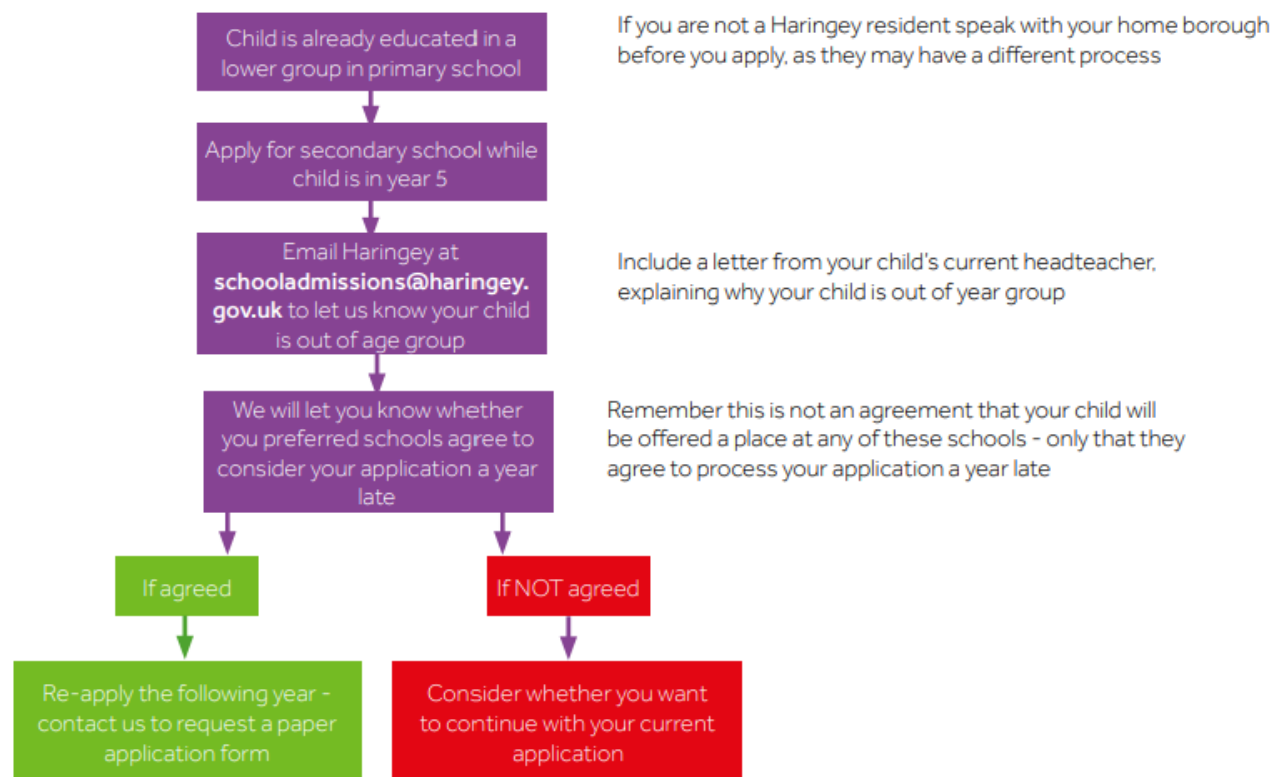 Child is already educated in a
lower group in primary school
If you are not a Haringey resident speak with your home borough
before you apply, as they may have a different process
Apply for secondary school while
child is in year 5
Email Haringey at
schooladmissions@haringey.
gov.uk to let us know your child
is out of age group
Include a letter from your child's current headteacher,
explaining why your child is out of year group
We will let you know whether
you preferred schools agree to
consider your application a year
late
Remember this is not an agreement that your child will
be offered a place at any of these schools - only that they
agree to process your application a year late
If agreed
If NOT agreed
Re-apply the following year -
contact us to request a paper
application form
Consider whether you want
to continue with your current
application